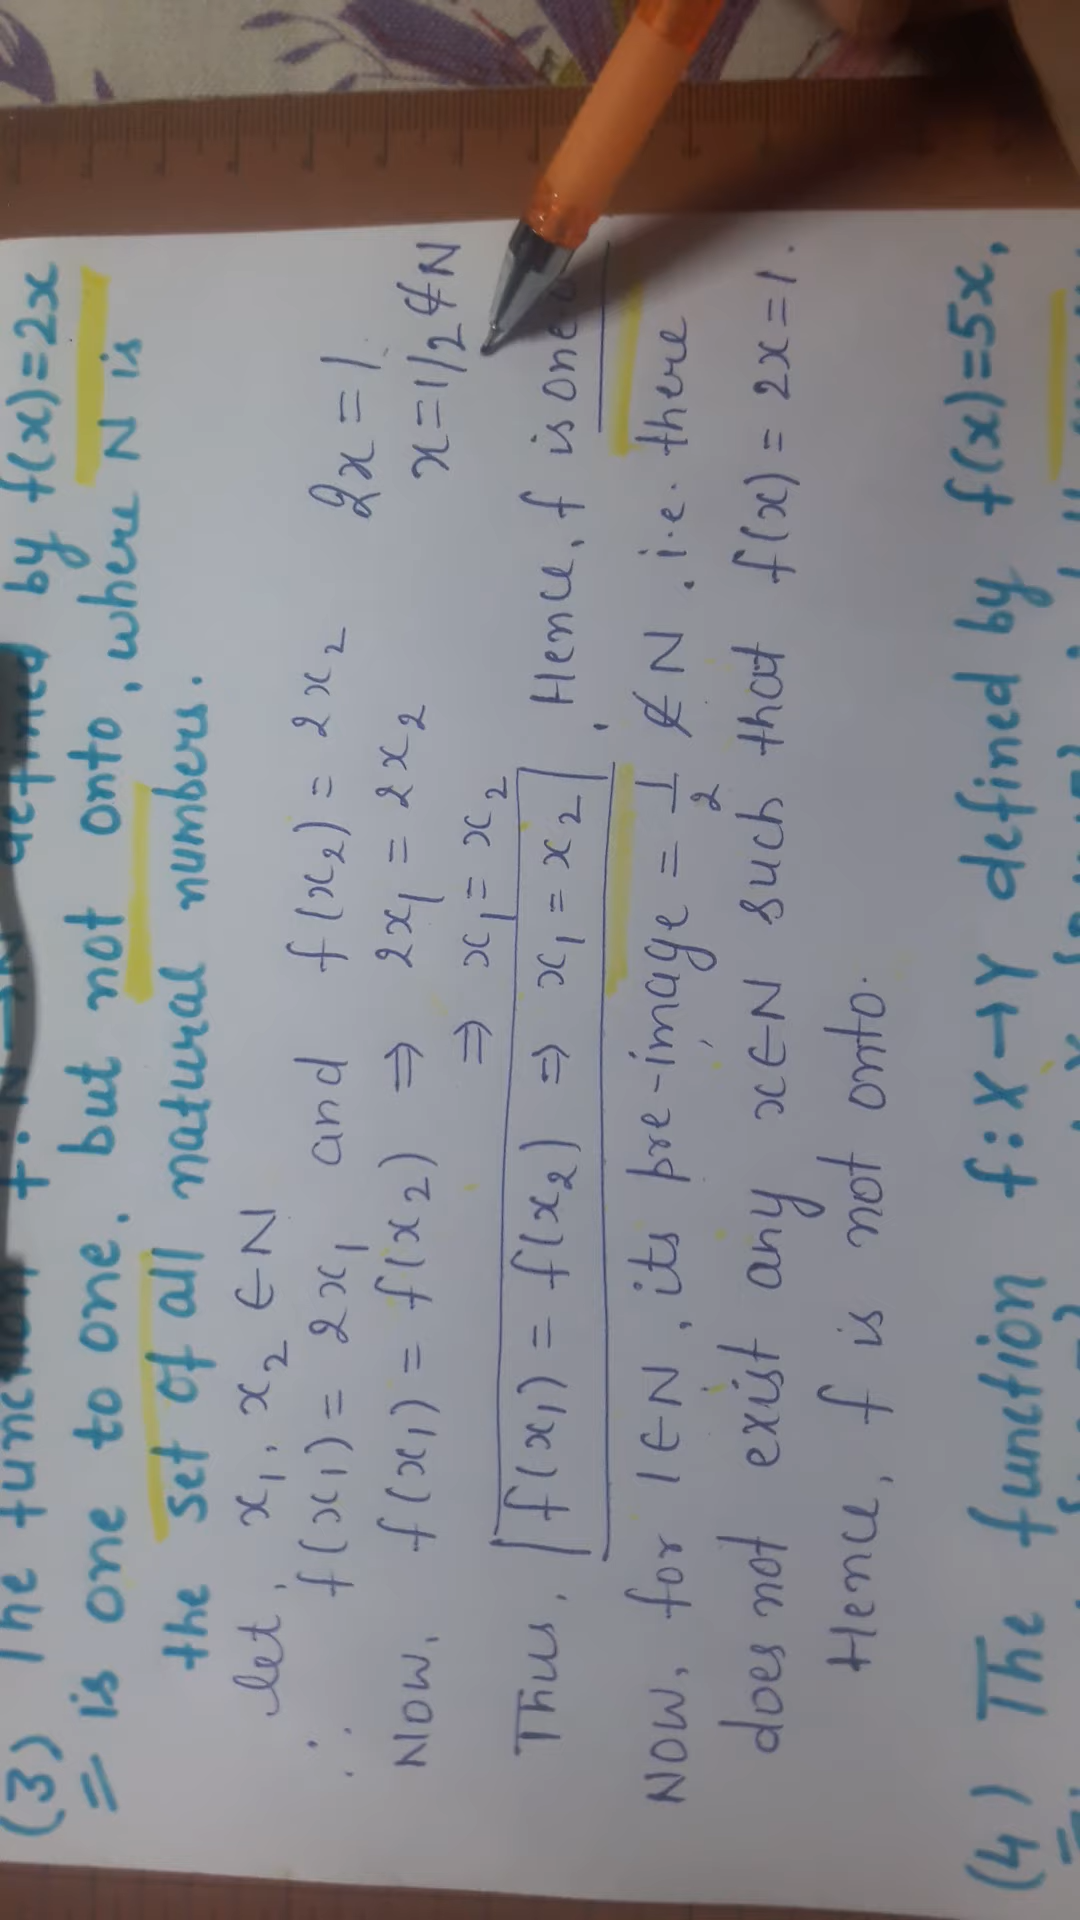 (3) The function f: N→N defined by f(x)=2x
is one to one, but not onto, where N is
the set of all natural numbers.
let, x₁, x₂ ∈ N
∴ f(x₁) = 2x₁ and f(x₂) = 2x₂
2x = 1
Now, f(x₁) = f(x₂) ⇒ 2x₁ = 2x₂
x = 1/2 ∉ N
⇒ x₁ = x₂
Thus, f(x₁) = f(x₂) ⇒ x₁ = x₂. Hence, f is one
Now, for 1∈N, its pre-image = 1/2 ∉ N, i.e. there
does not exist any x∈N such that f(x) = 2x = 1.
Hence, f is not onto.
(4) The function f: X→Y defined by f(x)=5x,